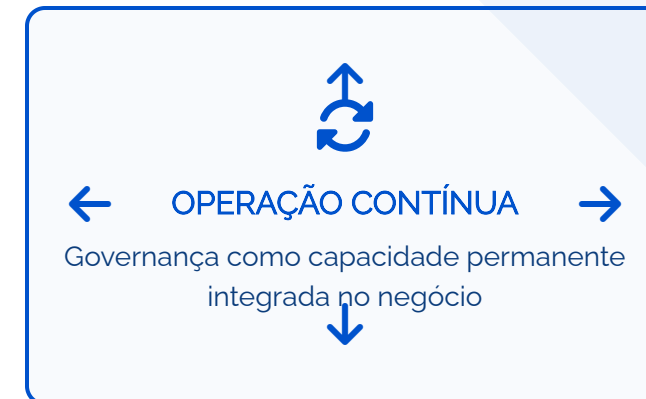 OPERAÇÃO CONTÍNUA
Governança como capacidade permanente
integrada no negócio